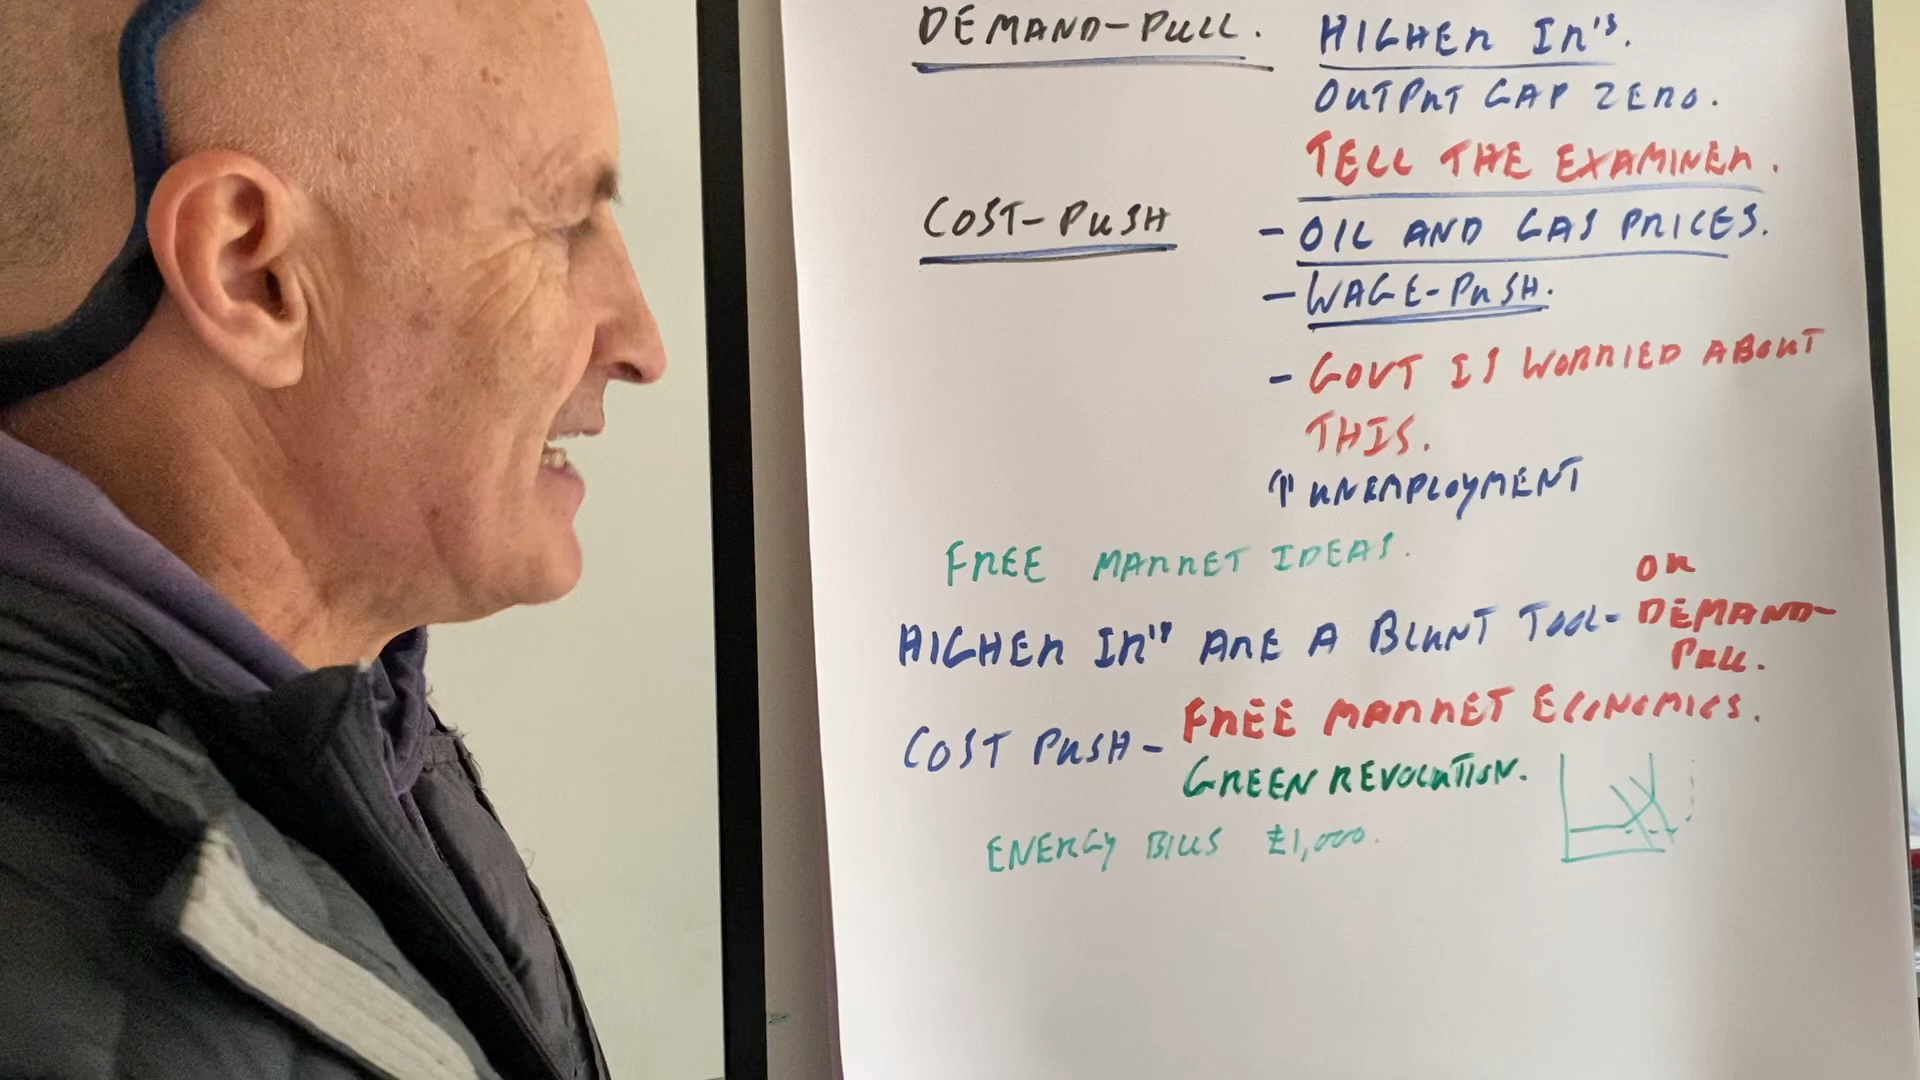 DEMAND-PULL.
HIGHER IR's.
OUTPUT GAP ZERO.
TELL THE EXAMINER.
COST-PUSH
- OIL AND GAS PRICES.
- WAGE-PUSH.
- GOVT IS WORRIED ABOUT
THIS.
⇑ UNEMPLOYMENT
FREE MARKET IDEAS.
HIGHER IR's ARE A BLUNT TOOL - OK
DEMAND-
PULL.
COST PUSH - FREE MARKET ECONOMICS.
GREEN REVOLUTION.
ENERGY BILLS £1,000.